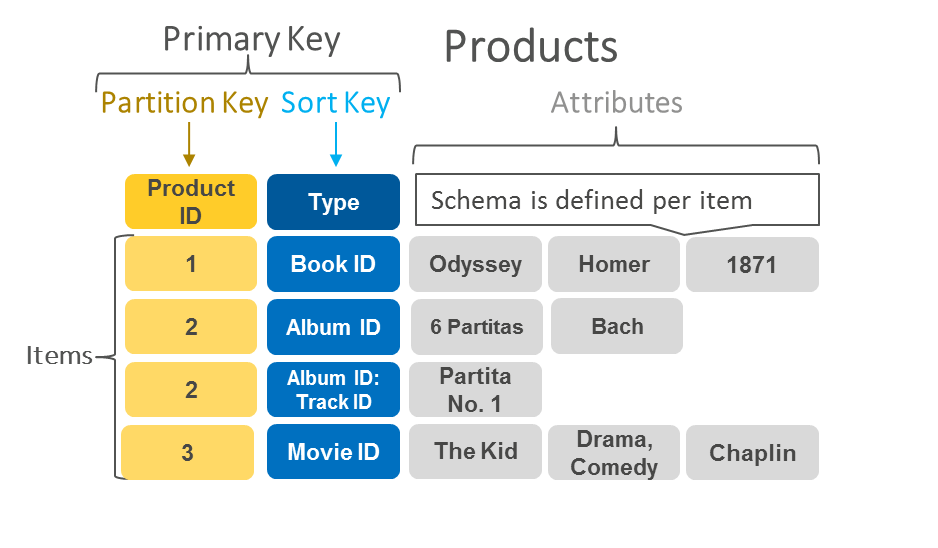 Primary Key
Products
Partition Key
Sort Key
Attributes
Product
ID
Type
Schema is defined per item
1
Book ID
Odyssey
Homer
1871
2
Album ID
6 Partitas
Bach
Items
2
Album ID:
Track ID
Partita
No. 1
3
Movie ID
The Kid
Drama,
Comedy
Chaplin